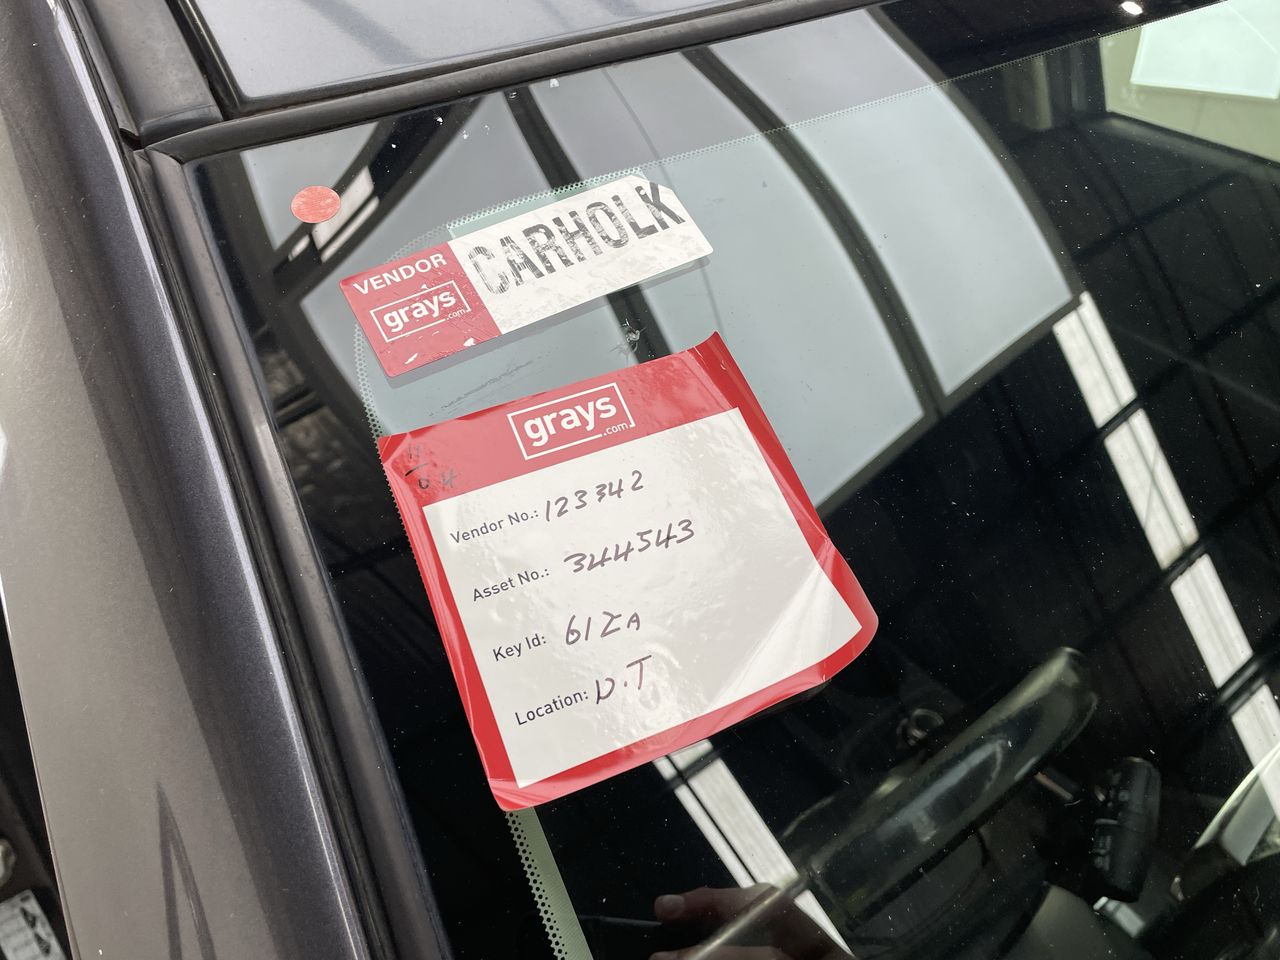 VENDOR
grays
.com
CARHOLK
grays
.com
Vendor No.: 123342
Asset No.: 344543
Key Id: 61ZA
Location: D.T